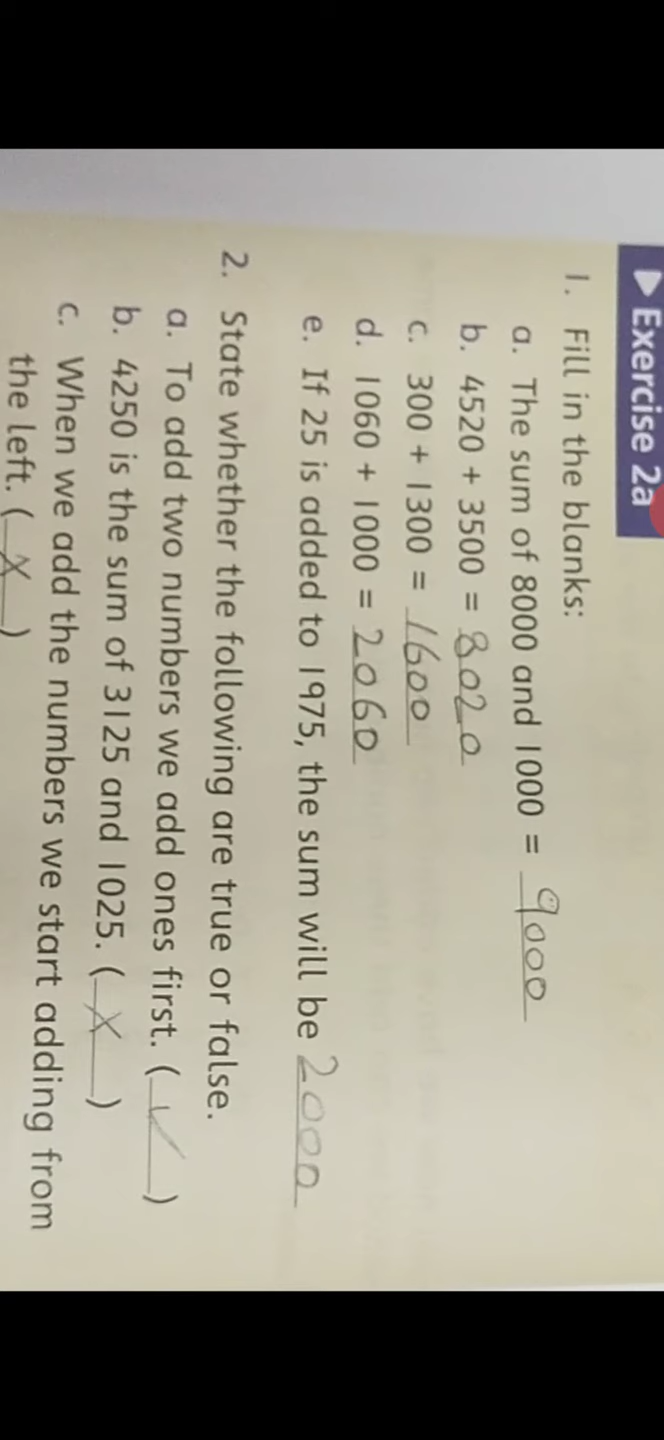 ▶ Exercise 2a
1. Fill in the blanks:
a. The sum of 8000 and 1000 = 9000
b. 4520 + 3500 = 8020
c. 300 + 1300 = 1600
d. 1060 + 1000 = 2060
e. If 25 is added to 1975, the sum will be 2000
2. State whether the following are true or false.
a. To add two numbers we add ones first. ( ✓ )
b. 4250 is the sum of 3125 and 1025. ( X )
c. When we add the numbers we start adding from
the left. ( X )